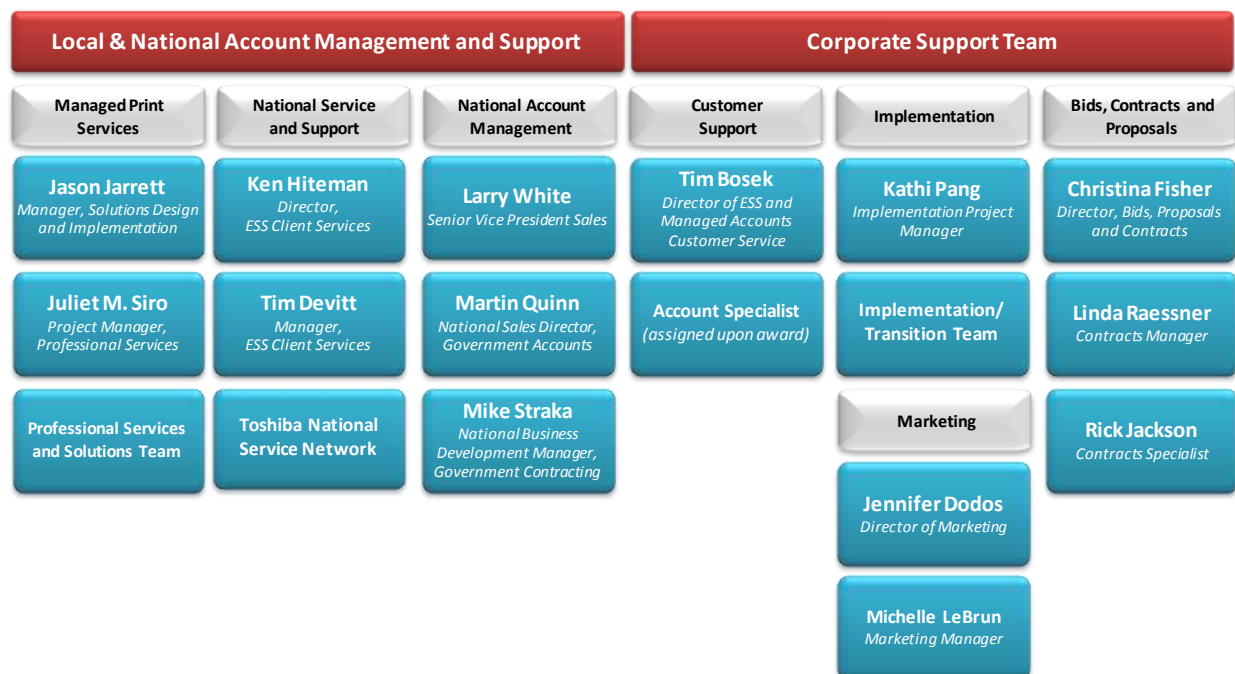 Local & National Account Management and Support
Corporate Support Team
Managed Print
Services
National Service
and Support
National Account
Management
Customer
Support
Implementation
Bids, Contracts and
Proposals
Jason Jarrett
Manager, Solutions Design
and Implementation
Ken Hiteman
Director,
ESS Client Services
Larry White
Senior Vice President Sales
Tim Bosek
Director of ESS and
Managed Accounts
Customer Service
Kathi Pang
Implementation Project
Manager
Christina Fisher
Director, Bids, Proposals
and Contracts
Juliet M. Siro
Project Manager,
Professional Services
Tim Devitt
Manager,
ESS Client Services
Martin Quinn
National Sales Director,
Government Accounts
Account Specialist
(assigned upon award)
Implementation/
Transition Team
Linda Raessner
Contracts Manager
Professional Services
and Solutions Team
Toshiba National
Service Network
Mike Straka
National Business
Development Manager,
Government Contracting
Marketing
Rick Jackson
Contracts Specialist
Jennifer Dodos
Director of Marketing
Michelle LeBrun
Marketing Manager